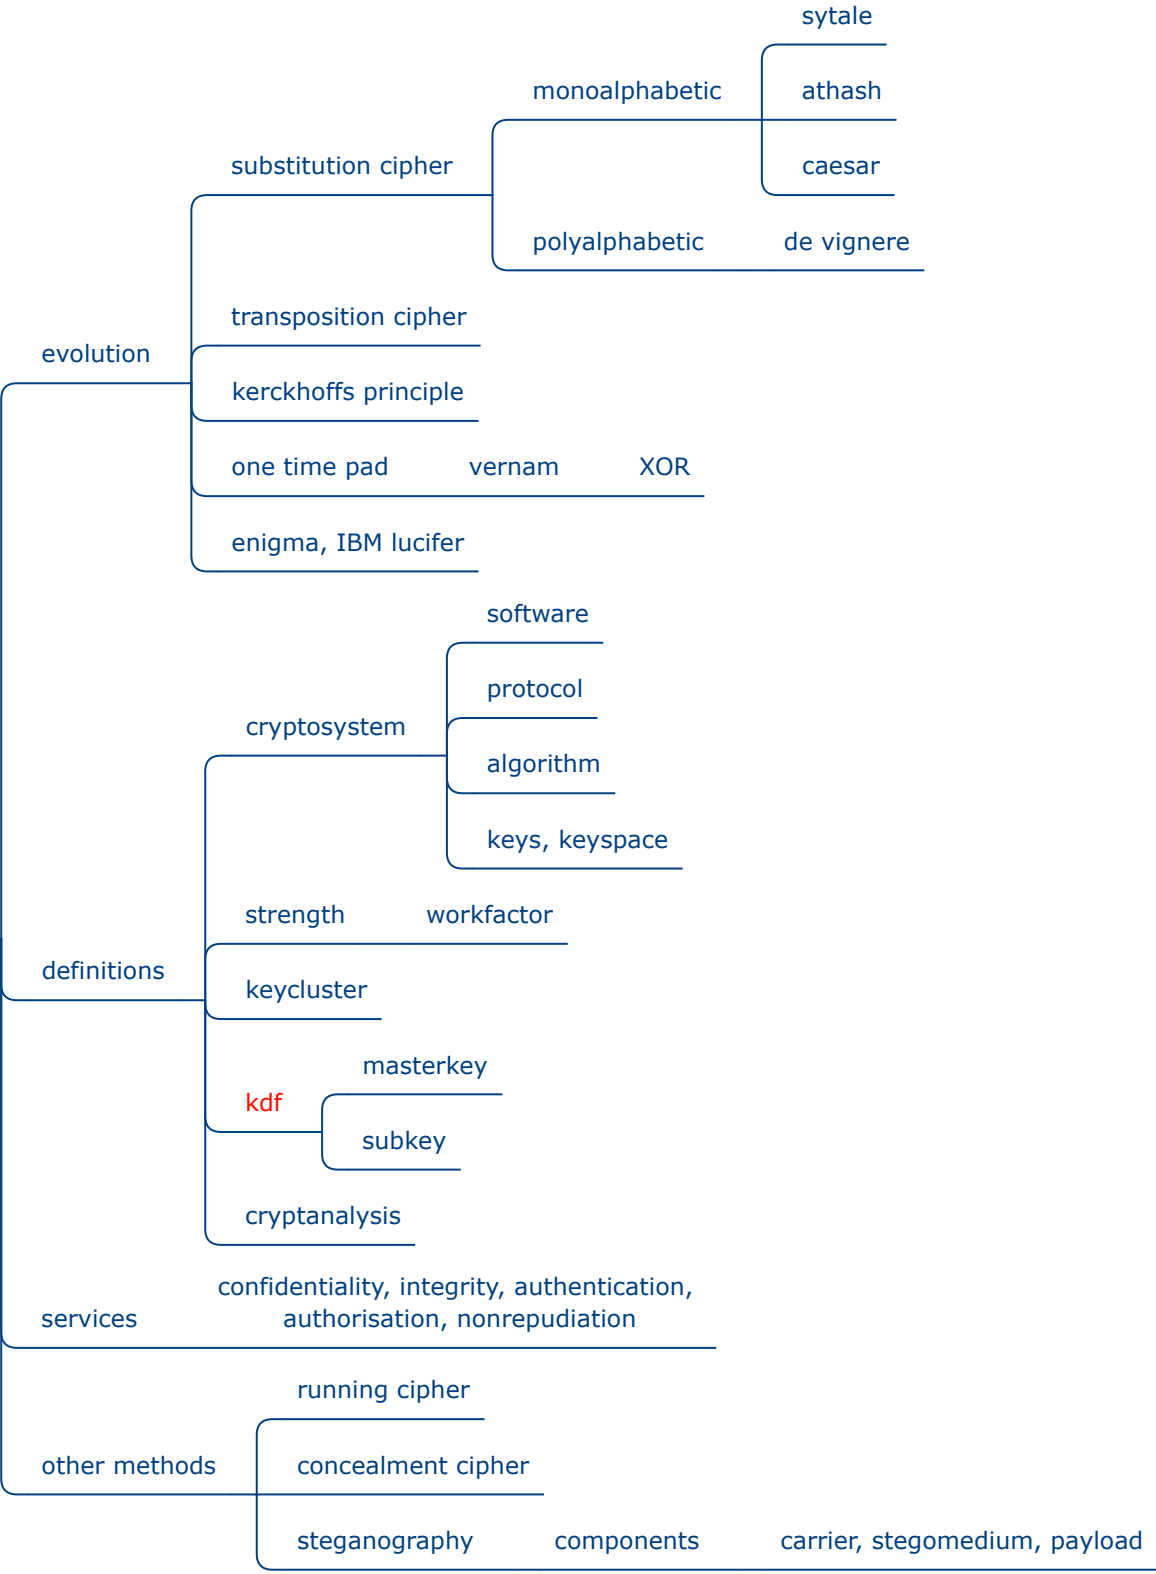 sytale
monoalphabetic
athash
substitution cipher
caesar
polyalphabetic de vignere
transposition cipher
evolution
kerckhoffs principle
one time pad vernam XOR
enigma, IBM lucifer
software
protocol
cryptosystem
algorithm
keys, keyspace
strength workfactor
definitions
keycluster
masterkey
kdf
subkey
cryptanalysis
confidentiality, integrity, authentication,
services
authorisation, nonrepudiation
running cipher
other methods
concealment cipher
steganography components carrier, stegomedium, payload